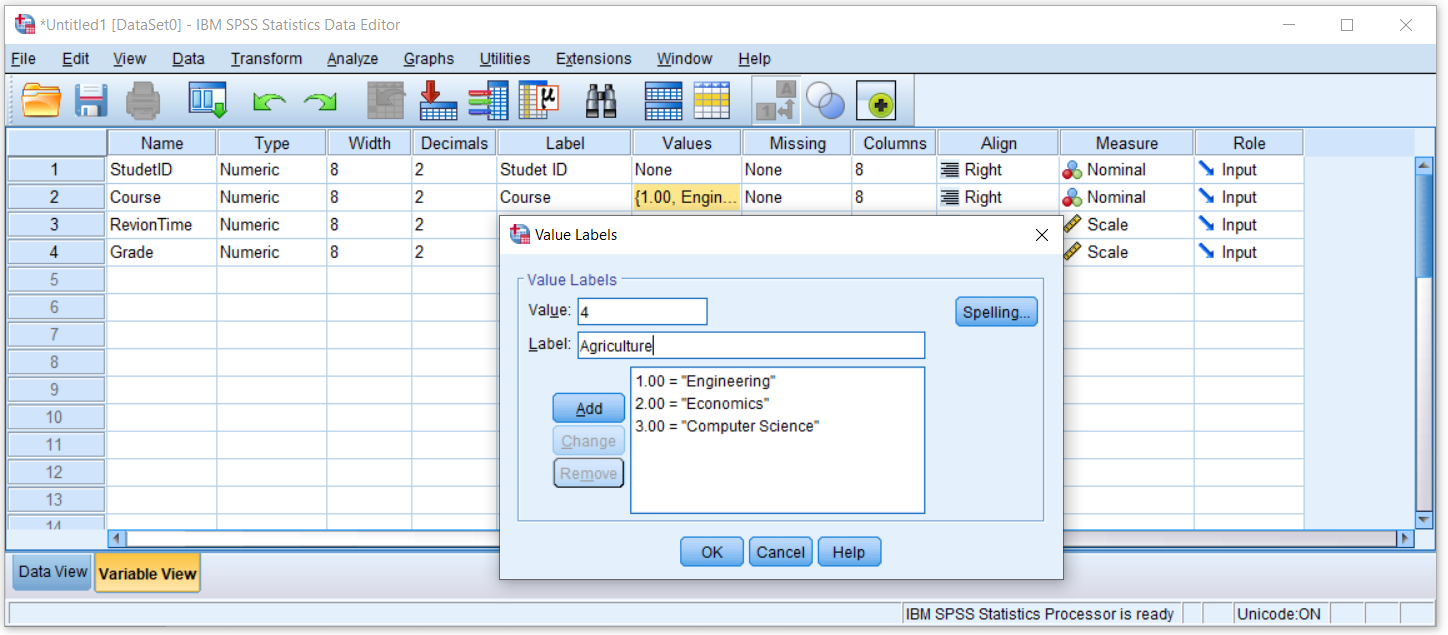 *Untitled1 [DataSet0] - IBM SPSS Statistics Data Editor
File Edit View Data Transform Analyze Graphs Utilities Extensions Window Help
Name Type Width Decimals Label Values Missing Columns Align Measure Role
1 StudetID Numeric 8 2 Studet ID None None 8 Right Nominal Input
2 Course Numeric 8 2 Course {1.00, Engin... None 8 Right Nominal Input
3 RevionTime Numeric 8 2 Scale Input
4 Grade Numeric 8 2 Scale Input
5
6
7
8
9
10
11
12
13
14
Value Labels
Value Labels
Value: 4
Spelling...
Label: Agriculture
1.00 = "Engineering"
2.00 = "Economics"
3.00 = "Computer Science"
Add
Change
Remove
OK Cancel Help
Data View Variable View
IBM SPSS Statistics Processor is ready Unicode:ON